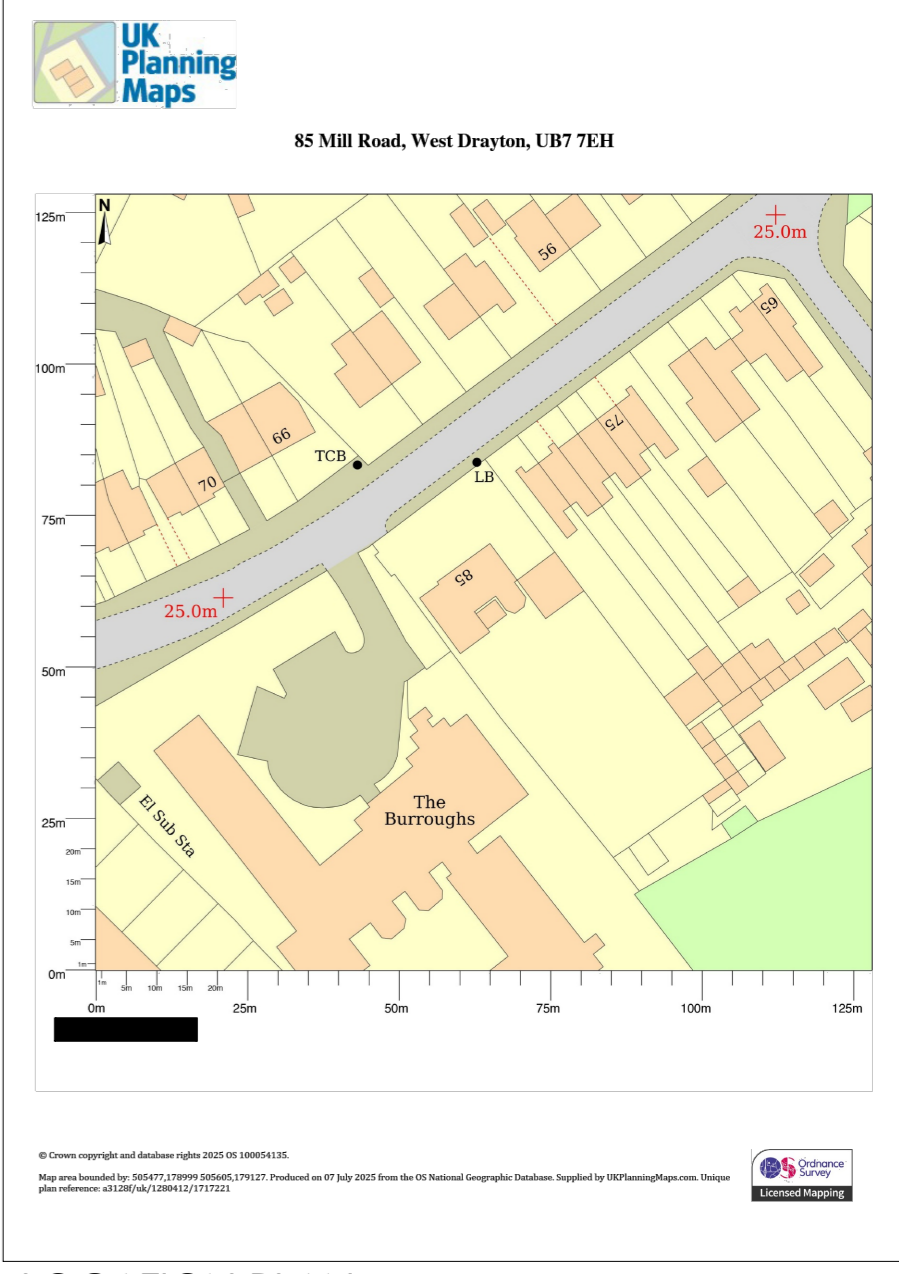 UK
Planning
Maps
85 Mill Road, West Drayton, UB7 7EH
N
125m
100m
75m
50m
25m
20m
15m
10m
5m
1m
0m
25.0m
56
65
66
75
TCB
70
LB
85
25.0m
The
Burroughs
El Sub Sta
1m
5m
10m
15m
20m
0m
25m
50m
75m
100m
125m
© Crown copyright and database rights 2025 OS 100054135.
Map area bounded by: 505477,178999 505605,179127. Produced on 07 July 2025 from the OS National Geographic Database. Supplied by UKPlanningMaps.com. Unique
plan reference: a3128f/uk/1280412/1717221
Ordnance
Survey
Licensed Mapping